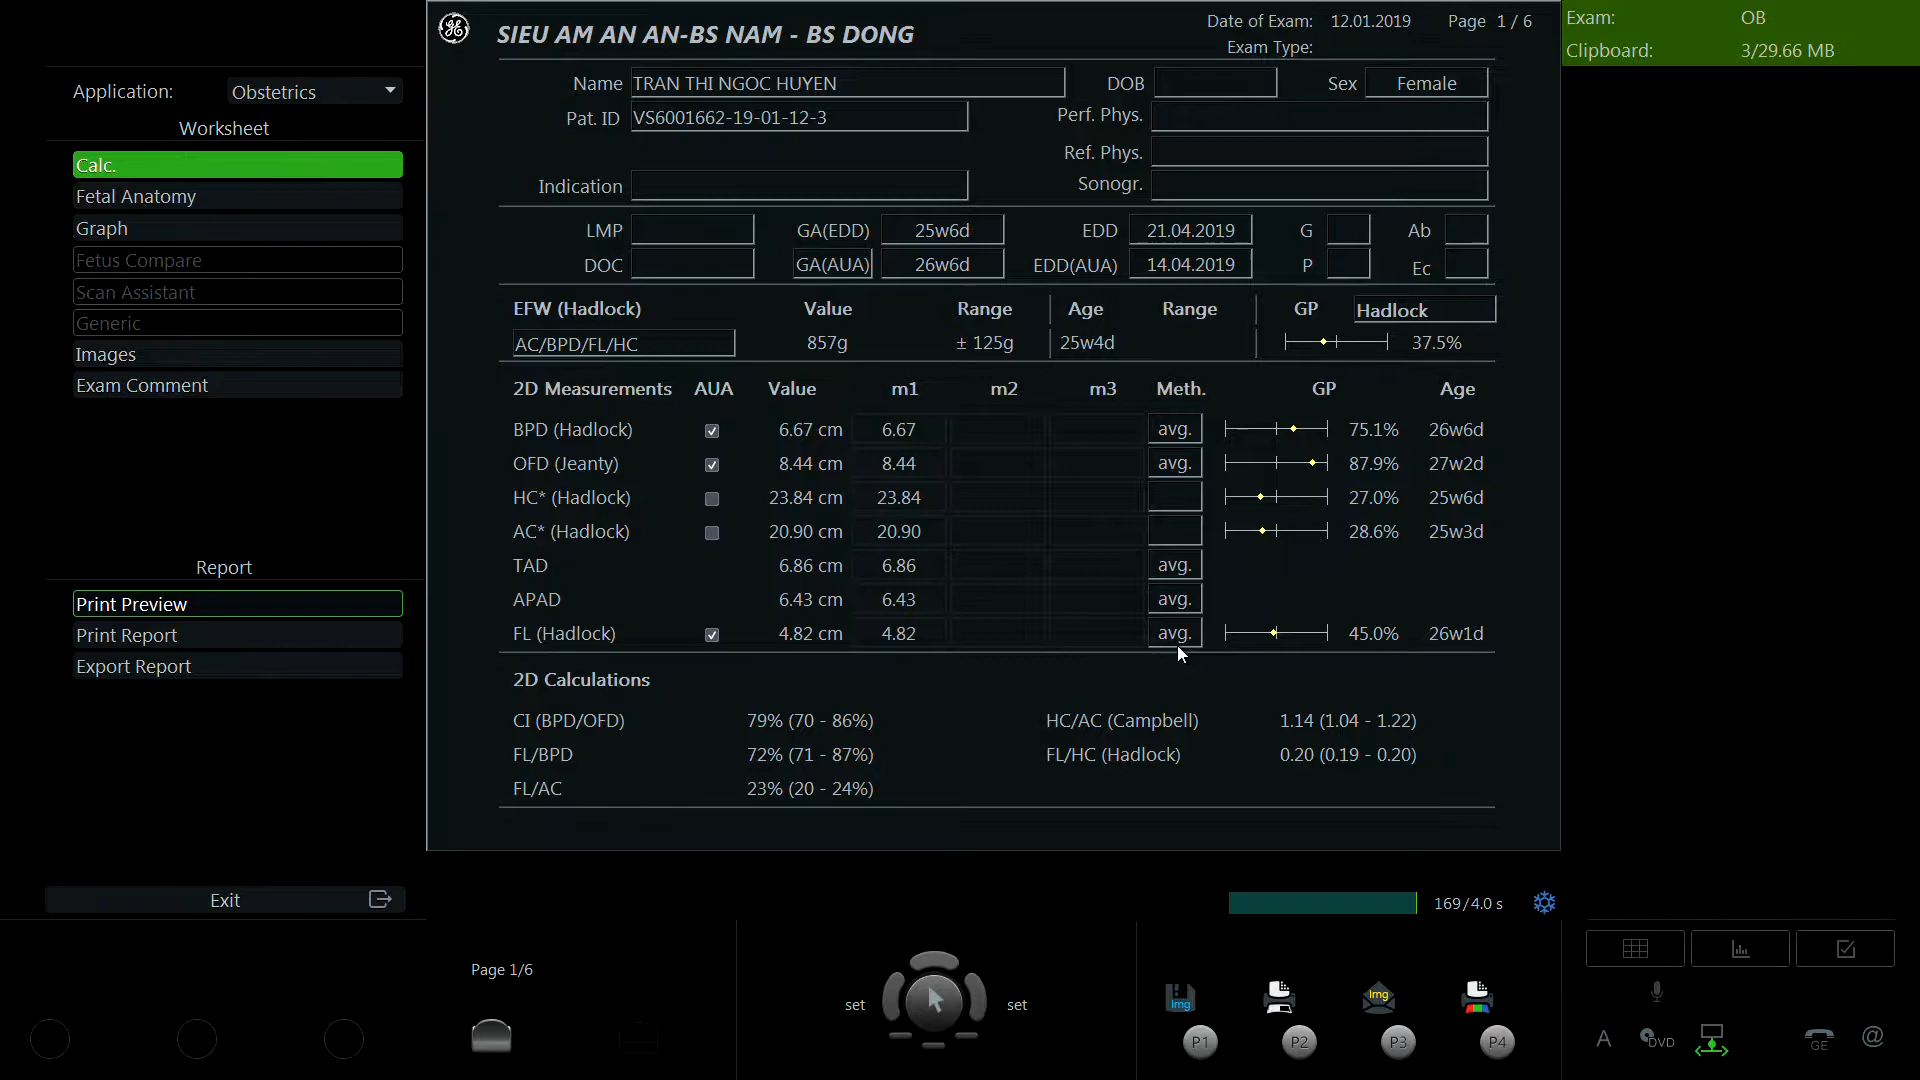 SIEU AM AN AN-BS NAM - BS DONG
Date of Exam: 12.01.2019 Page 1 / 6
Exam Type:
Exam: OB
Clipboard: 3/29.66 MB
Application: Obstetrics
Worksheet
Calc.
Fetal Anatomy
Graph
Fetus Compare
Scan Assistant
Generic
Images
Exam Comment
Report
Print Preview
Print Report
Export Report
Exit
Name TRAN THI NGOC HUYEN DOB Sex Female
Pat. ID VS6001662-19-01-12-3 Perf. Phys.
Ref. Phys.
Indication Sonogr.
LMP GA(EDD) 25w6d EDD 21.04.2019 G Ab
DOC GA(AUA) 26w6d EDD(AUA) 14.04.2019 P Ec
EFW (Hadlock) Value Range Age Range GP Hadlock
AC/BPD/FL/HC 857g ± 125g 25w4d 37.5%
2D Measurements AUA Value m1 m2 m3 Meth. GP Age
BPD (Hadlock) 6.67 cm 6.67 avg. 75.1% 26w6d
OFD (Jeanty) 8.44 cm 8.44 avg. 87.9% 27w2d
HC* (Hadlock) 23.84 cm 23.84 27.0% 25w6d
AC* (Hadlock) 20.90 cm 20.90 28.6% 25w3d
TAD 6.86 cm 6.86 avg.
APAD 6.43 cm 6.43 avg.
FL (Hadlock) 4.82 cm 4.82 avg. 45.0% 26w1d
2D Calculations
CI (BPD/OFD) 79% (70 - 86%) HC/AC (Campbell) 1.14 (1.04 - 1.22)
FL/BPD 72% (71 - 87%) FL/HC (Hadlock) 0.20 (0.19 - 0.20)
FL/AC 23% (20 - 24%)
169/4.0 s
Page 1/6
set set
Img Img
P1 P2 P3 P4
A DVD GE @